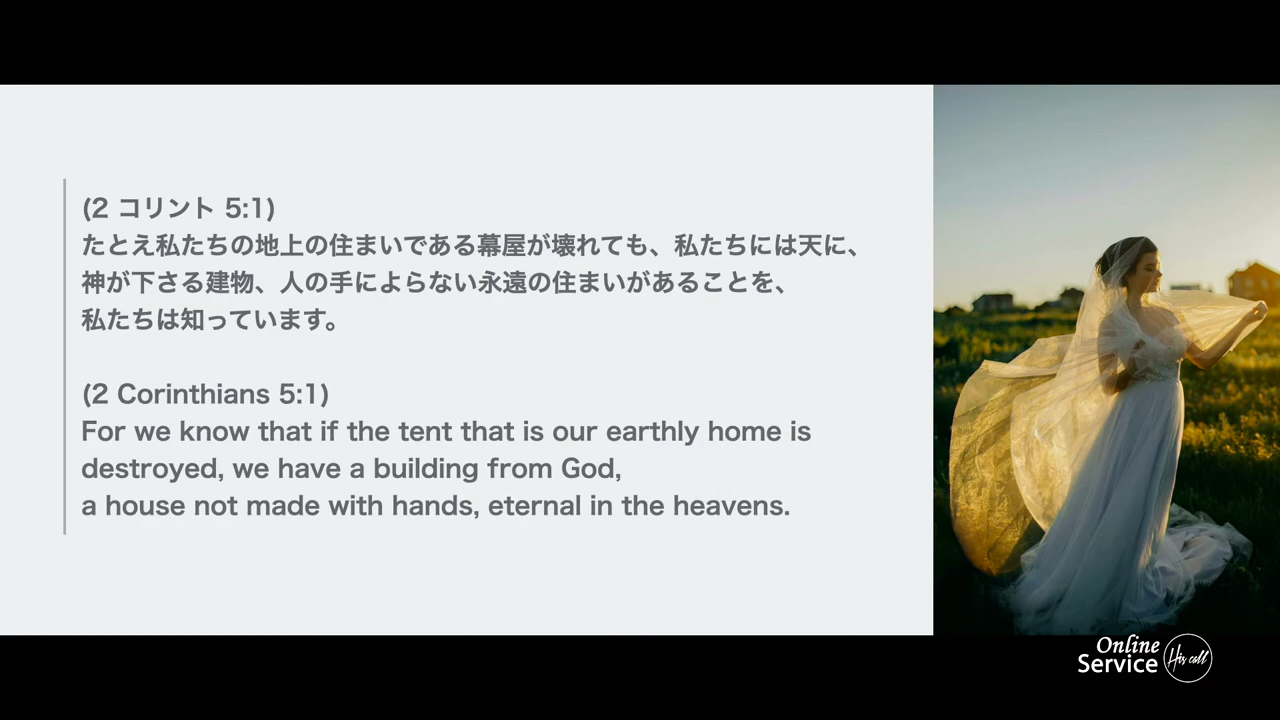 (2 コリント 5:1)
たとえ私たちの地上の住まいである幕屋が壊れても、私たちには天に、
神が下さる建物、人の手によらない永遠の住まいがあることを、
私たちは知っています。
(2 Corinthians 5:1)
For we know that if the tent that is our earthly home is
destroyed, we have a building from God,
a house not made with hands, eternal in the heavens.
Online
Service
His call